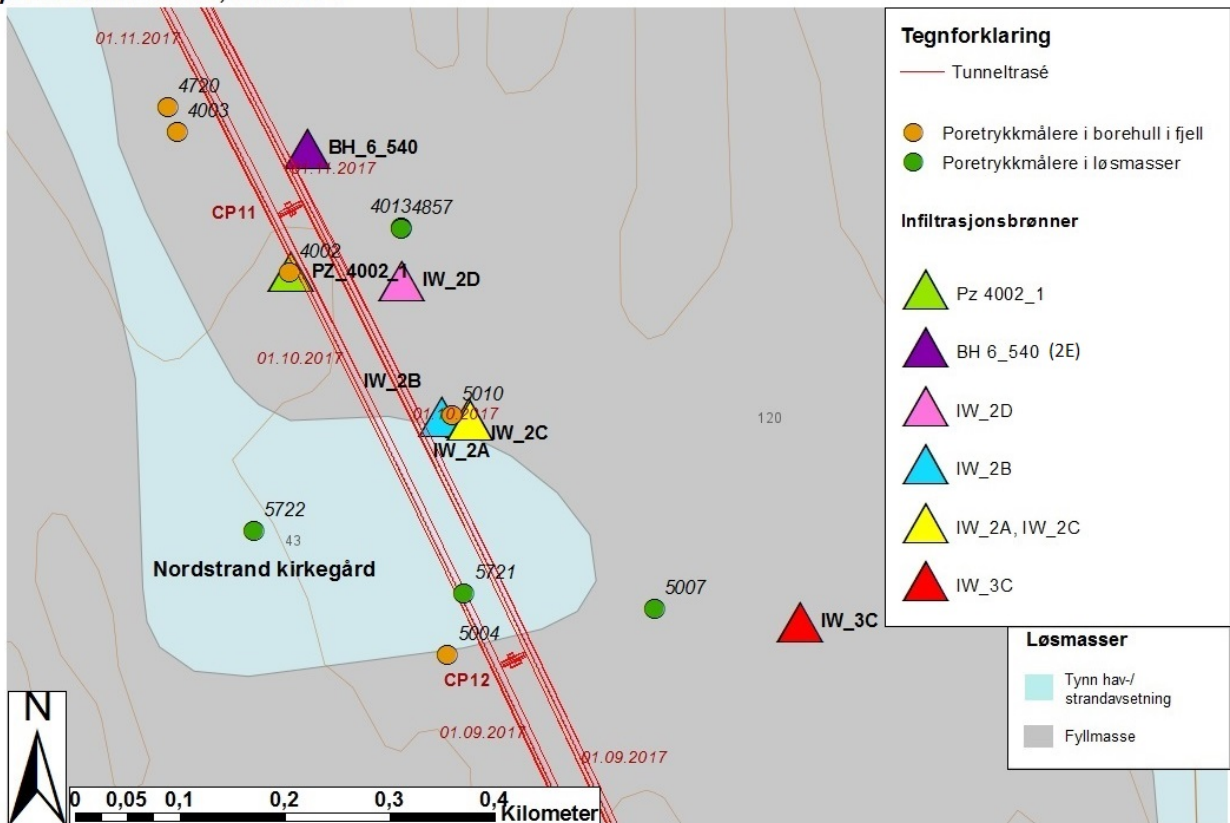 01.11.2017
4720
4003
BH_6_540
01.11.2017
CP11
4013 4857
4002
PZ_4002_1
IW_2D
01.10.2017
IW_2B
5010
01.10.2017
IW_2C
IW_2A
120
5722
43
Nordstrand kirkegård
5721
5007
IW_3C
5004
CP12
01.09.2017
01.09.2017
N
0 0,05 0,1 0,2 0,3 0,4
Kilometer
Tegnforklaring
Tunneltrasé
Poretrykkmålere i borehull i fjell
Poretrykkmålere i løsmasser
Infiltrasjonsbrønner
Pz 4002_1
BH 6_540 (2E)
IW_2D
IW_2B
IW_2A, IW_2C
IW_3C
Løsmasser
Tynn hav-/
strandavsetning
Fyllmasse